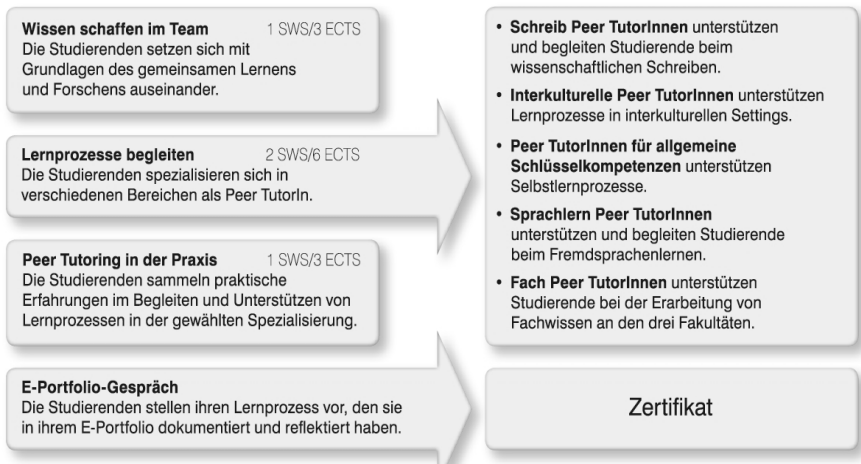 Wissen schaffen im Team 1 SWS/3 ECTS
Die Studierenden setzen sich mit
Grundlagen des gemeinsamen Lernens
und Forschens auseinander.
Lernprozesse begleiten 2 SWS/6 ECTS
Die Studierenden spezialisieren sich in
verschiedenen Bereichen als Peer TutorIn.
Peer Tutoring in der Praxis 1 SWS/3 ECTS
Die Studierenden sammeln praktische
Erfahrungen im Begleiten und Unterstützen von
Lernprozessen in der gewählten Spezialisierung.
E-Portfolio-Gespräch
Die Studierenden stellen ihren Lernprozess vor, den sie
in ihrem E-Portfolio dokumentiert und reflektiert haben.
• Schreib Peer TutorInnen unterstützen
und begleiten Studierende beim
wissenschaftlichen Schreiben.
• Interkulturelle Peer TutorInnen unterstützen
Lernprozesse in interkulturellen Settings.
• Peer TutorInnen für allgemeine
Schlüsselkompetenzen unterstützen
Selbstlernprozesse.
• Sprachlern Peer TutorInnen
unterstützen und begleiten Studierende
beim Fremdsprachenlernen.
• Fach Peer TutorInnen unterstützen
Studierende bei der Erarbeitung von
Fachwissen an den drei Fakultäten.
Zertifikat